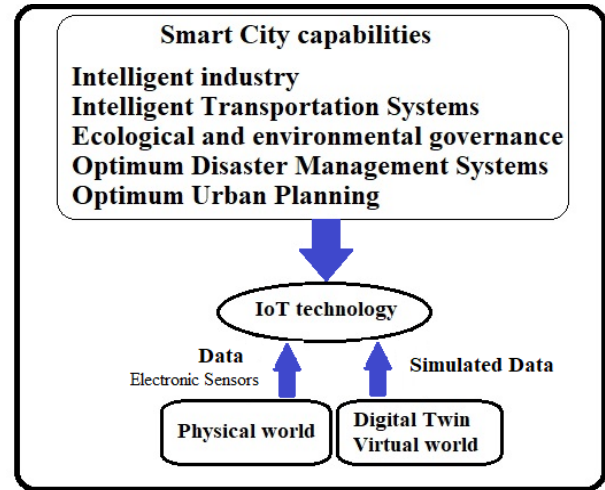 Smart City capabilities
Intelligent industry
Intelligent Transportation Systems
Ecological and environmental governance
Optimum Disaster Management Systems
Optimum Urban Planning
IoT technology
Data
Electronic Sensors
Simulated Data
Physical world
Digital Twin
Virtual world